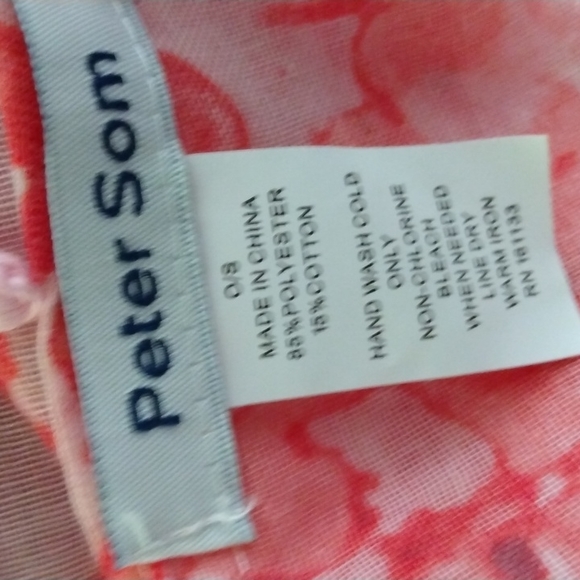 Peter Som
O/S
MADE IN CHINA
85%POLYESTER
15%COTTON
HAND WASH COLD
ONLY
NON CHLORINE
BLEACH
WHEN NEEDED
LINE DRY
WARM IRON
RN 161133